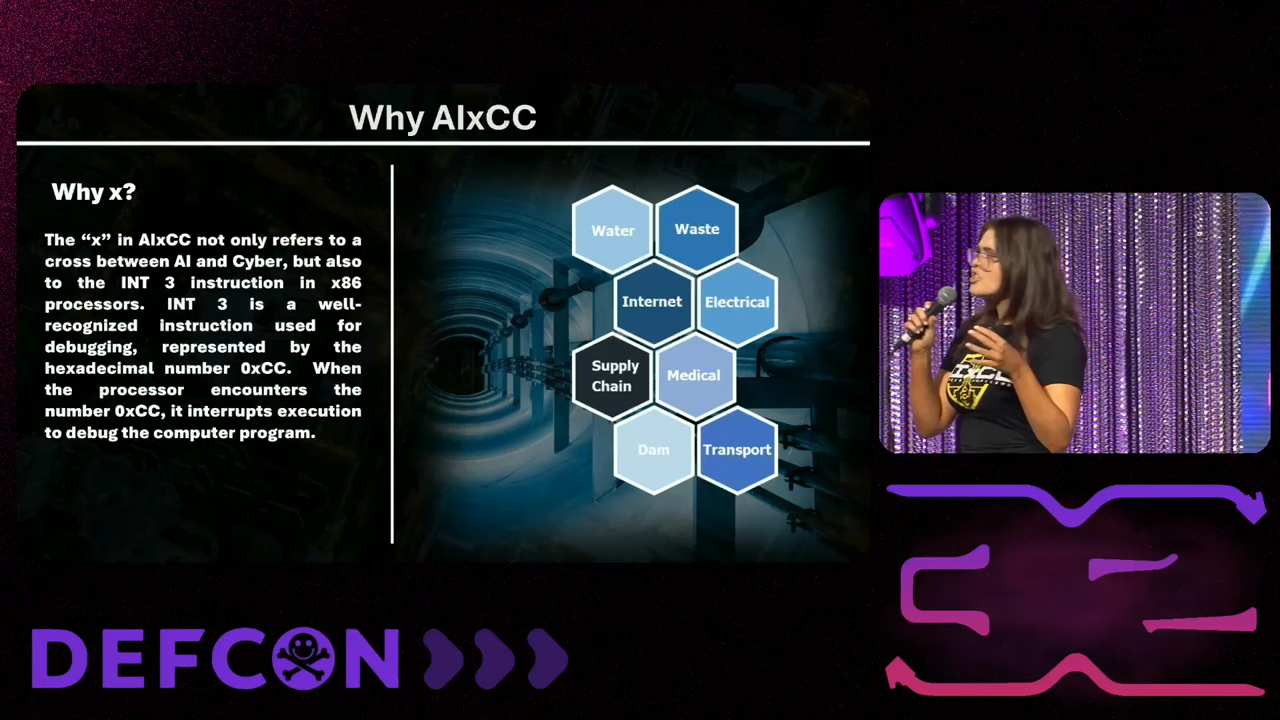 Why AIxCC
Why x?
The “x” in AIxCC not only refers to a
cross between AI and Cyber, but also
to the INT 3 instruction in x86
processors. INT 3 is a well-
recognized instruction used for
debugging, represented by the
hexadecimal number 0xCC. When
the processor encounters the
number 0xCC, it interrupts execution
to debug the computer program.
Water
Waste
Internet
Electrical
Supply
Chain
Medical
Dam
Transport
DEFCON